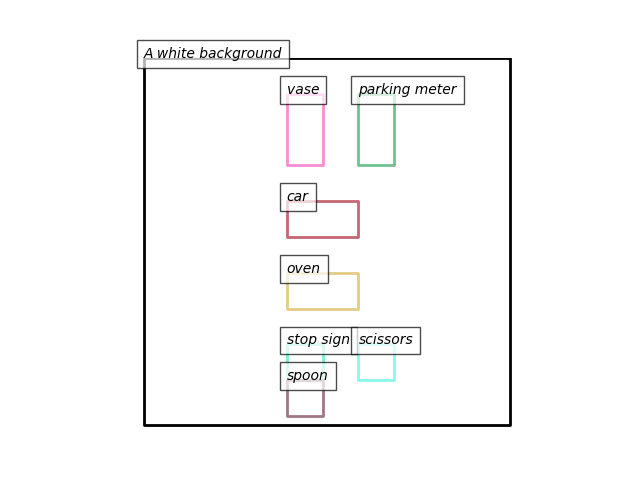 A white background
vase
parking meter
car
oven
stop sign
scissors
spoon